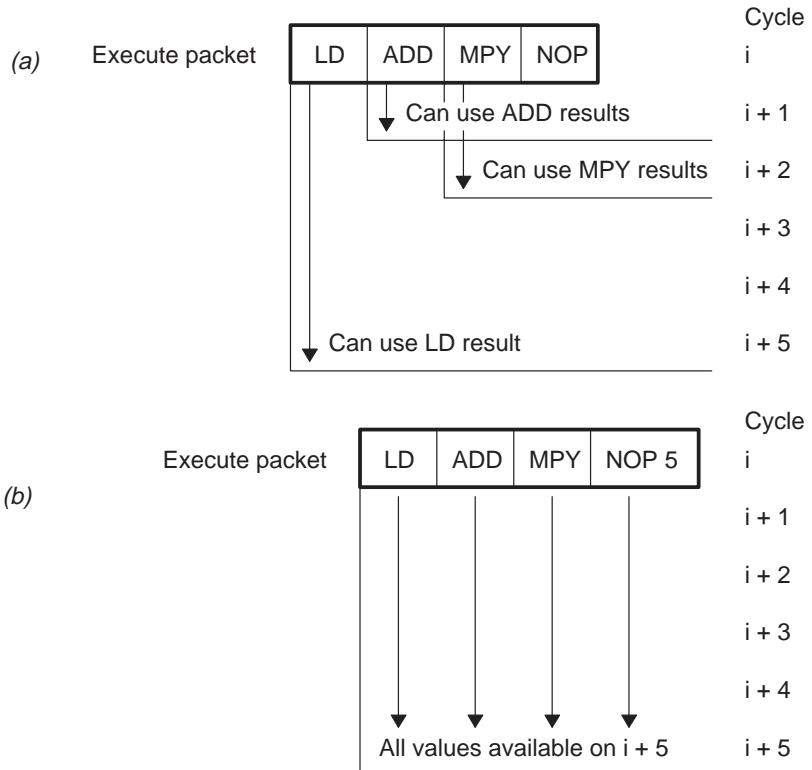 Cycle
(a) Execute packet LD ADD MPY NOP i
Can use ADD results i + 1
Can use MPY results i + 2
i + 3
i + 4
Can use LD result i + 5
Cycle
Execute packet LD ADD MPY NOP 5 i
(b)
i + 1
i + 2
i + 3
i + 4
All values available on i + 5 i + 5